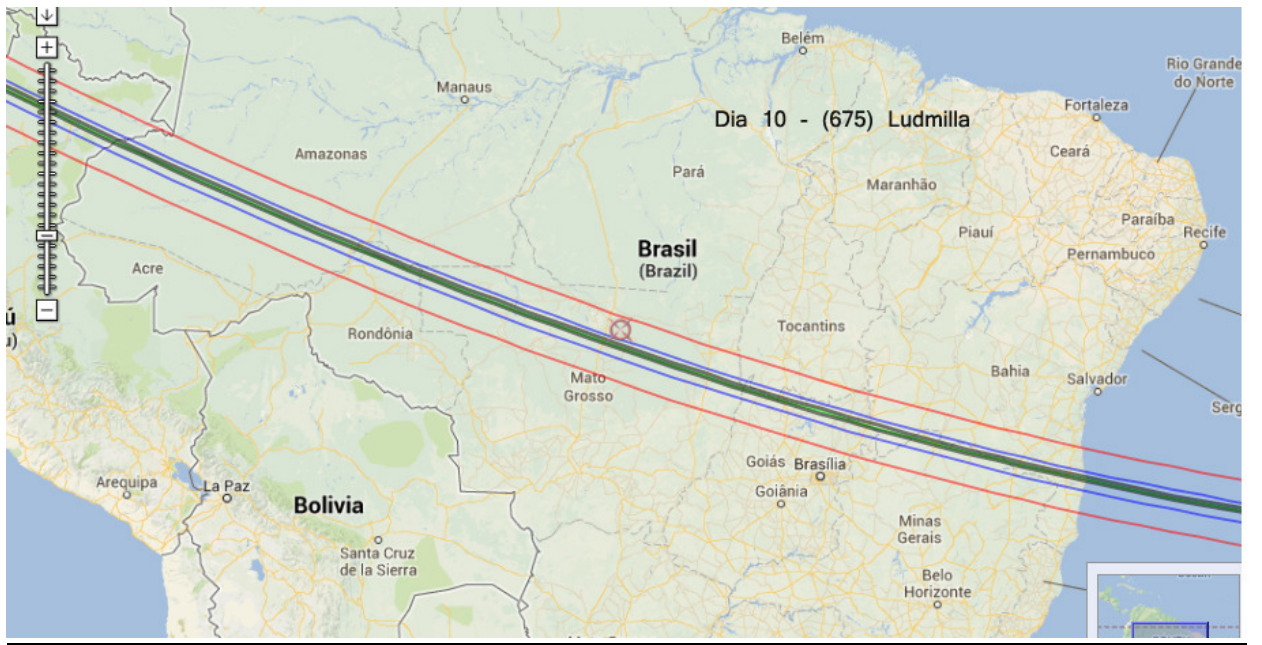 Belém
Rio Grande
do Norte
Manaus
Fortaleza
Dia 10 - (675) Ludmilla
Amazonas
Ceará
Pará
Maranhão
Paraíba
Piauí
Recife
Brasil
(Brazil)
Pernambuco
Acre
ú
Tocantins
Rondônia
Bahia
Mato
Grosso
Salvador
Serg
Goiás
Brasília
Arequipa
La Paz
Goiânia
Bolivia
Minas
Gerais
Santa Cruz
de la Sierra
Belo
Horizonte